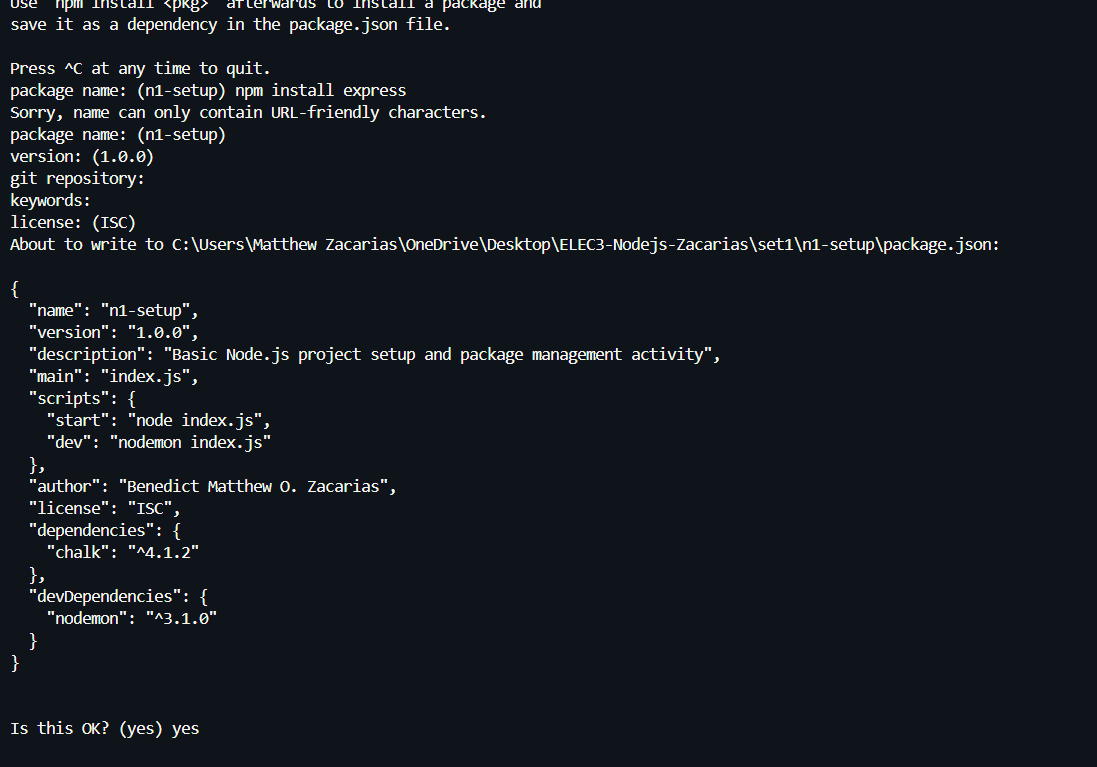 Use `npm install <pkg>` afterwards to install a package and
save it as a dependency in the package.json file.
Press ^C at any time to quit.
package name: (n1-setup) npm install express
Sorry, name can only contain URL-friendly characters.
package name: (n1-setup)
version: (1.0.0)
git repository:
keywords:
license: (ISC)
About to write to C:\Users\Matthew Zacarias\OneDrive\Desktop\ELEC3-Nodejs-Zacarias\set1\n1-setup\package.json:
{
  "name": "n1-setup",
  "version": "1.0.0",
  "description": "Basic Node.js project setup and package management activity",
  "main": "index.js",
  "scripts": {
    "start": "node index.js",
    "dev": "nodemon index.js"
  },
  "author": "Benedict Matthew O. Zacarias",
  "license": "ISC",
  "dependencies": {
    "chalk": "^4.1.2"
  },
  "devDependencies": {
    "nodemon": "^3.1.0"
  }
}
Is this OK? (yes) yes